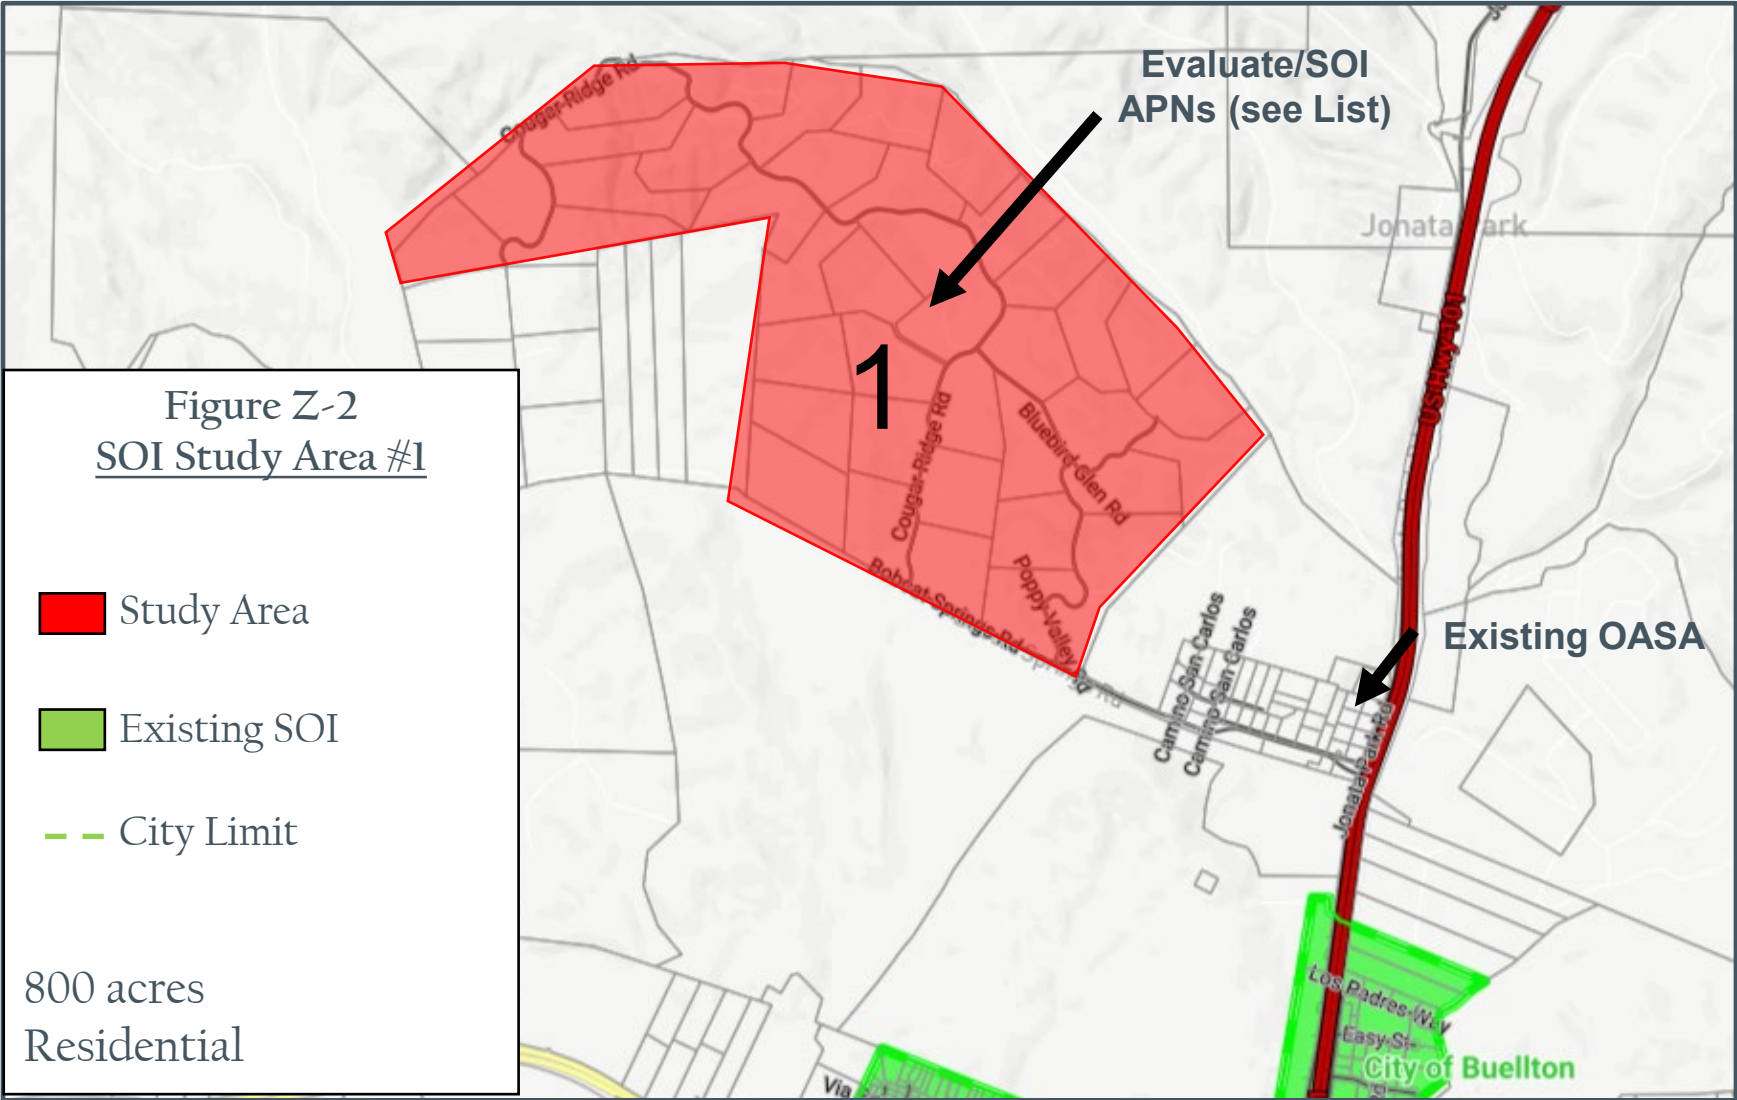 Evaluate/SOI
APNs (see List)
Cougar-Ridge Rd
Jonata Park
US Hwy 101
Figure Z-2
SOI Study Area #1
1
Cougar-Ridge Rd
Bluebird-Glen Rd
Study Area
Bobcat-Springs-Rd
Springs Rd
Poppy-Valley Rd
Camino-San Carlos
Camino-San Carlos
Existing OASA
Existing SOI
Jonata-Park-Rd
City Limit
800 acres
Residential
Los Padres-Way
Easy St
City of Buellton
Via